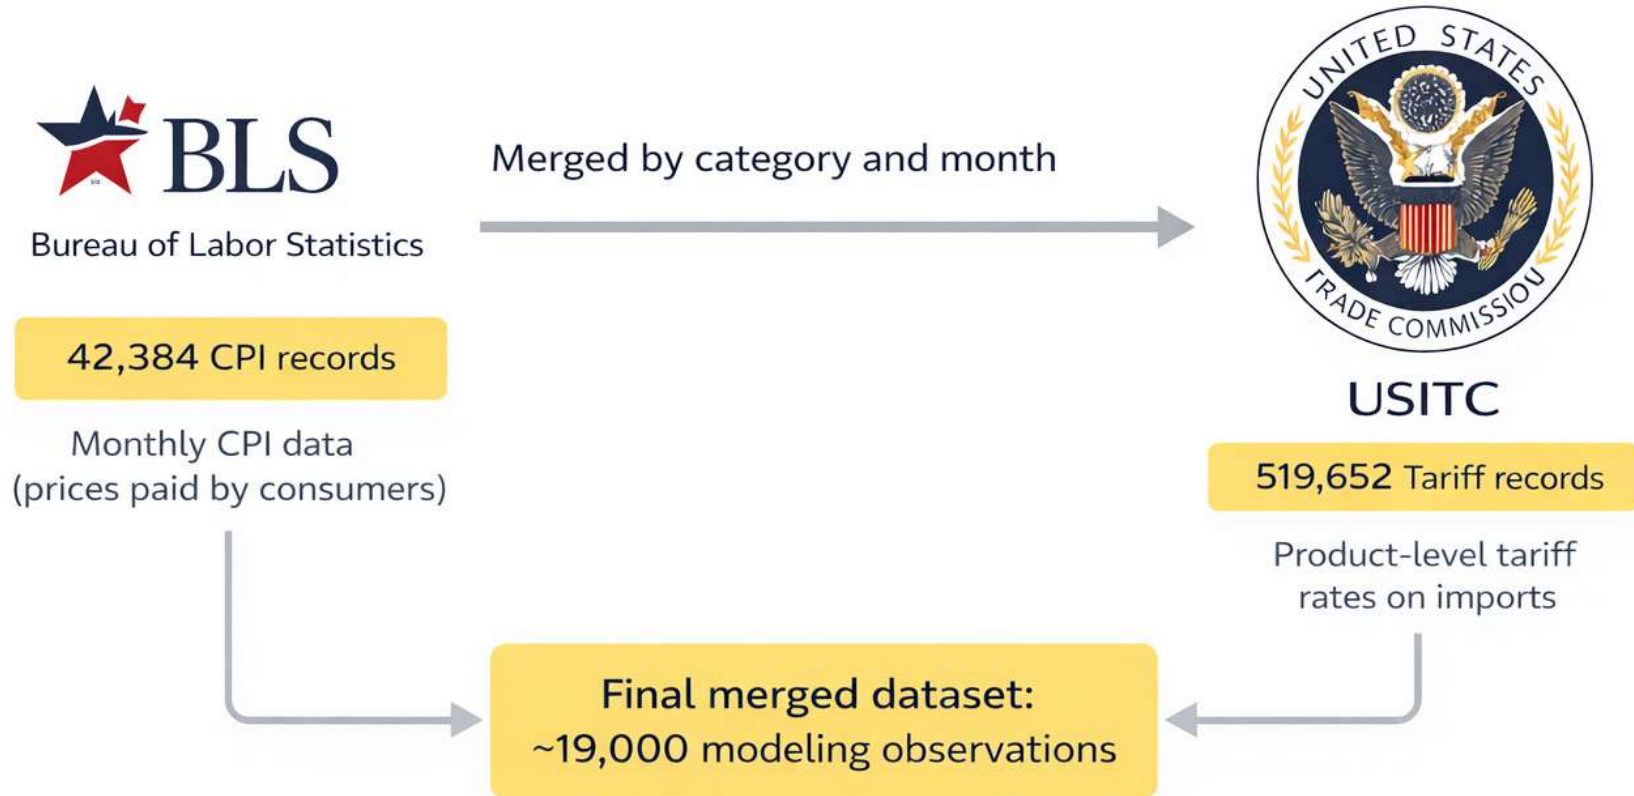 BLS
Bureau of Labor Statistics
42,384 CPI records
Monthly CPI data
(prices paid by consumers)
Merged by category and month
UNITED STATES
TRADE COMMISSION
USITC
519,652 Tariff records
Product-level tariff
rates on imports
Final merged dataset:
~19,000 modeling observations